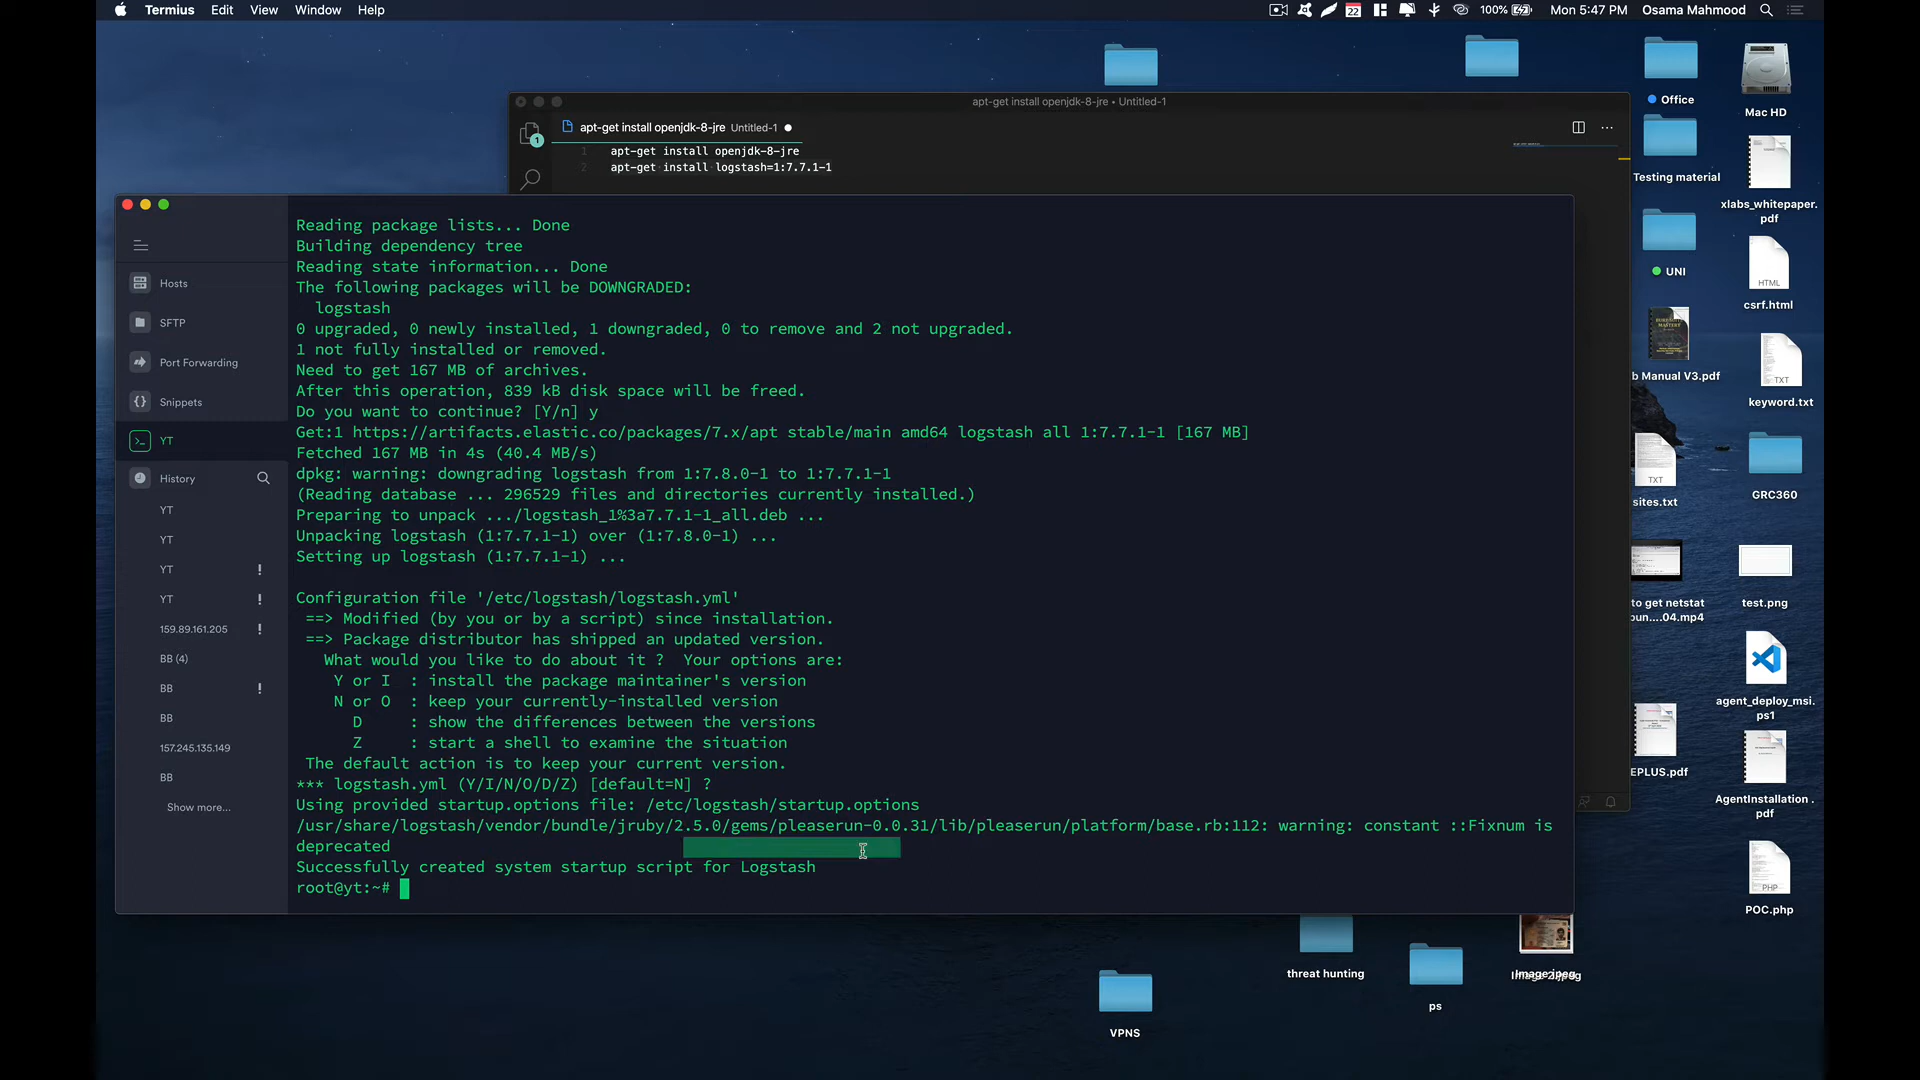 Termius Edit View Window Help
22 100% Mon 5:47 PM Osama Mahmood
apt-get install openjdk-8-jre • Untitled-1
apt-get install openjdk-8-jre Untitled-1
1
1 apt-get install openjdk-8-jre
2 apt-get install logstash=1:7.7.1-1
Hosts
SFTP
Port Forwarding
Snippets
YT
History
YT
YT
YT !
YT !
159.89.161.205 !
BB (4)
BB !
BB
157.245.135.149
BB
Show more...
Reading package lists... Done
Building dependency tree
Reading state information... Done
The following packages will be DOWNGRADED:
logstash
0 upgraded, 0 newly installed, 1 downgraded, 0 to remove and 2 not upgraded.
1 not fully installed or removed.
Need to get 167 MB of archives.
After this operation, 839 kB disk space will be freed.
Do you want to continue? [Y/n] y
Get:1 https://artifacts.elastic.co/packages/7.x/apt stable/main amd64 logstash all 1:7.7.1-1 [167 MB]
Fetched 167 MB in 4s (40.4 MB/s)
dpkg: warning: downgrading logstash from 1:7.8.0-1 to 1:7.7.1-1
(Reading database ... 296529 files and directories currently installed.)
Preparing to unpack .../logstash_1%3a7.7.1-1_all.deb ...
Unpacking logstash (1:7.7.1-1) over (1:7.8.0-1) ...
Setting up logstash (1:7.7.1-1) ...
Configuration file '/etc/logstash/logstash.yml'
==> Modified (by you or by a script) since installation.
==> Package distributor has shipped an updated version.
What would you like to do about it ? Your options are:
Y or I : install the package maintainer's version
N or O : keep your currently-installed version
D : show the differences between the versions
Z : start a shell to examine the situation
The default action is to keep your current version.
*** logstash.yml (Y/I/N/O/D/Z) [default=N] ?
Using provided startup.options file: /etc/logstash/startup.options
/usr/share/logstash/vendor/bundle/jruby/2.5.0/gems/pleaserun-0.0.31/lib/pleaserun/platform/base.rb:112: warning: constant ::Fixnum is
deprecated
Successfully created system startup script for Logstash
root@yt:~#
Office
Mac HD
Testing material
xlabs_whitepaper.
pdf
UNI
HTML
csrf.html
b Manual V3.pdf
TXT
keyword.txt
TXT
sites.txt
GRC360
to get netstat
bun....04.mp4
test.png
agent_deploy_msi.
ps1
EPLUS.pdf
AgentInstallation .
pdf
PHP
POC.php
threat hunting
ps
VPNS